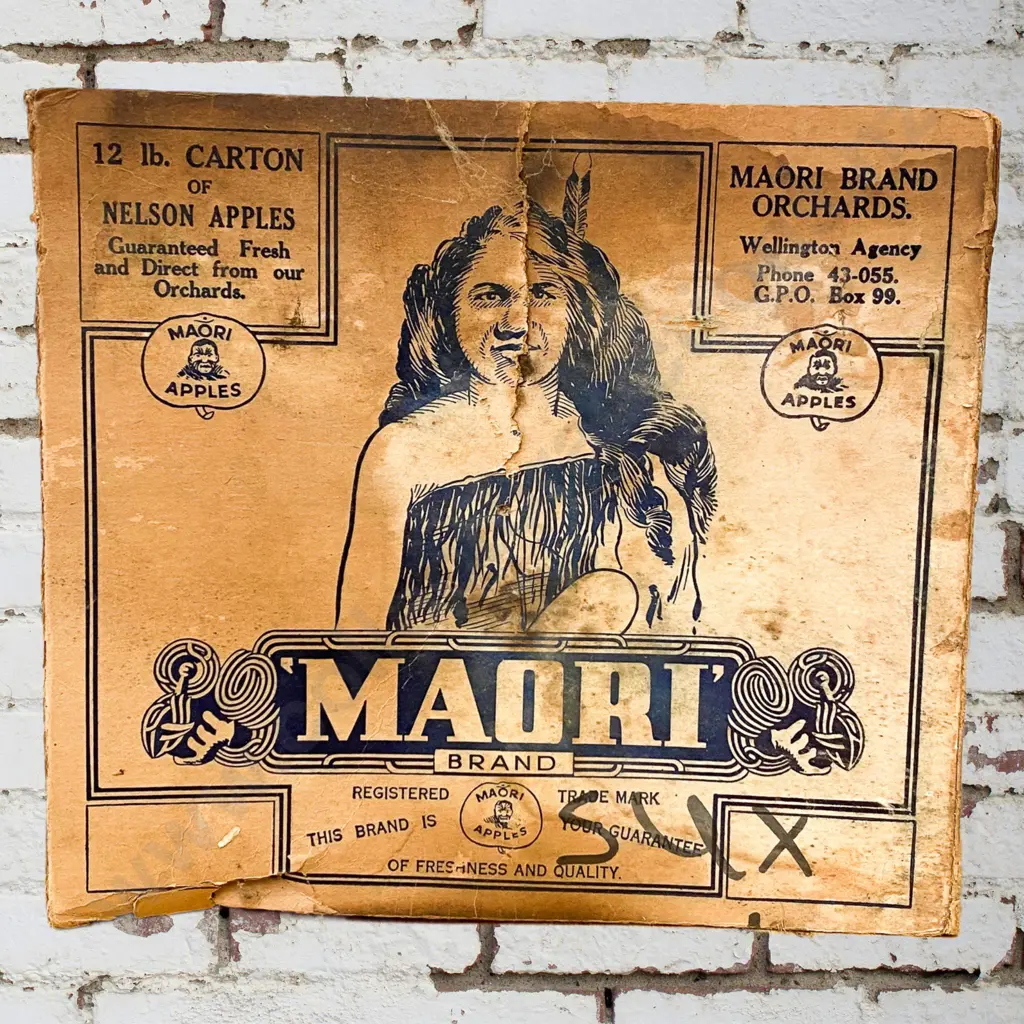 12 lb. CARTON
OF
NELSON APPLES
Guaranteed Fresh
and Direct from our
Orchards.
MAORI BRAND
ORCHARDS.
Wellington Agency
Phone 43-055.
G.P.O. Box 99.
MAORI
APPLES
MAORI
APPLES
'MAORI'
BRAND
REGISTERED TRADE MARK
MAORI
APPLES
THIS BRAND IS YOUR GUARANTEE
OF FRESHNESS AND QUALITY.